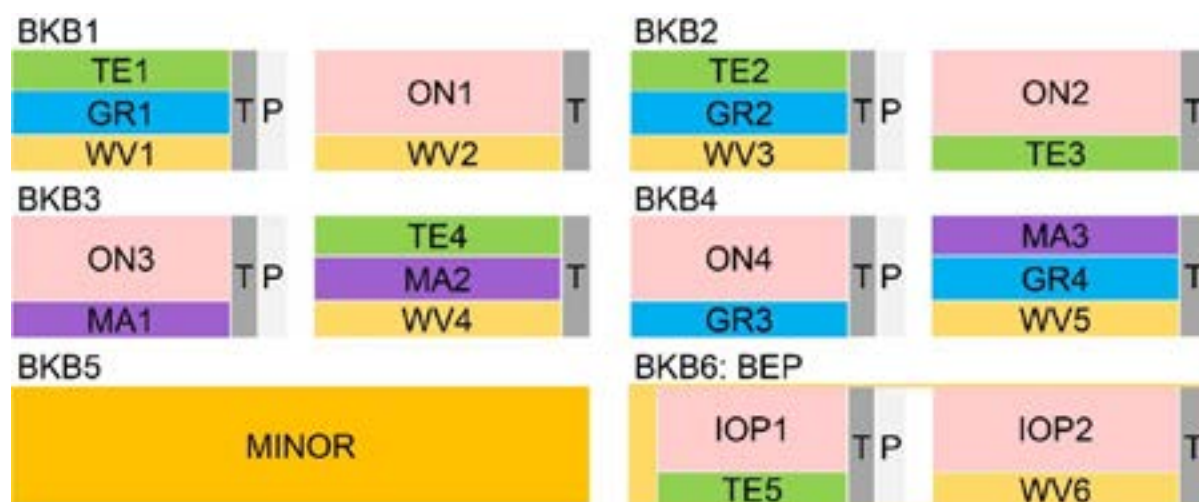 BKB1
TE1
GR1
WV1
T P
ON1
WV2
T
BKB2
TE2
GR2
WV3
T P
ON2
TE3
T
BKB3
ON3
MA1
T P
TE4
MA2
WV4
T
BKB4
ON4
GR3
T P
MA3
GR4
WV5
T
BKB5
MINOR
BKB6: BEP
IOP1
TE5
T P
IOP2
WV6
T